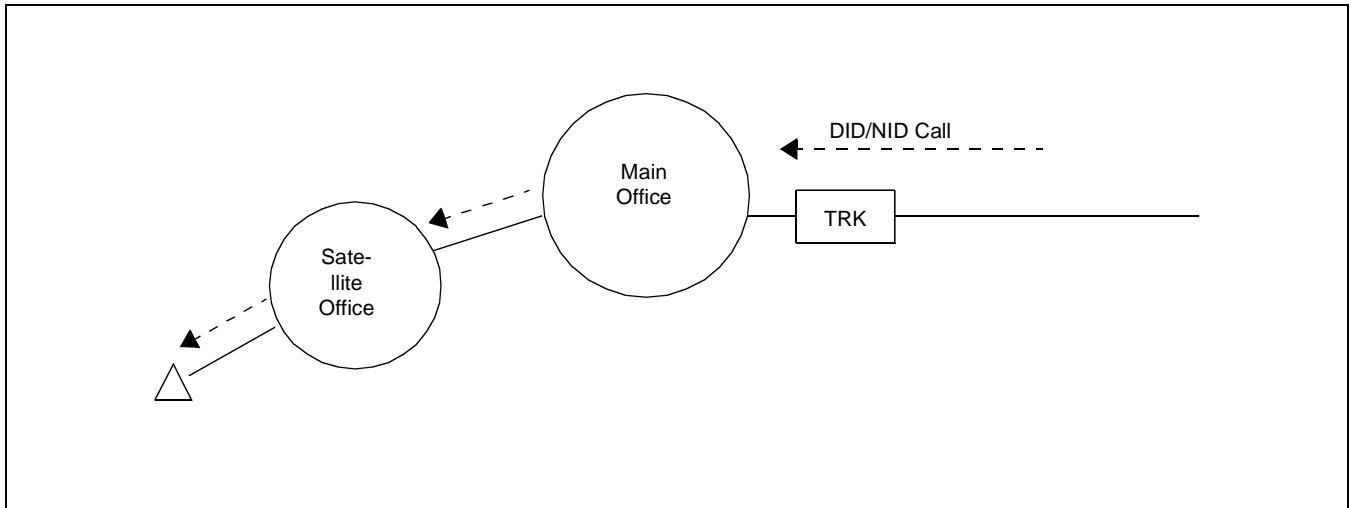 DID/NID Call
Main
Office
TRK
Sate-
llite
Office